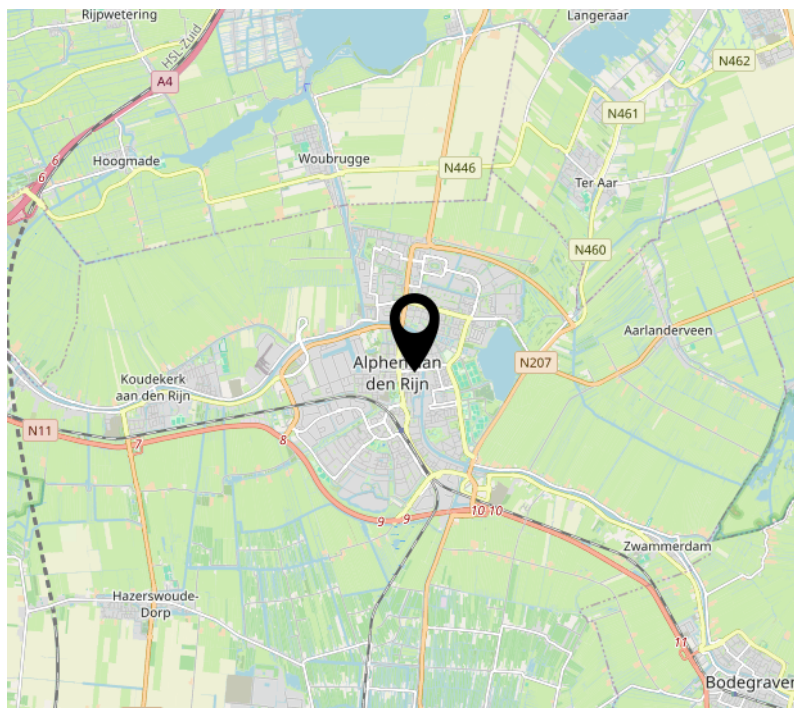 Rijpwetering
Langeraar
HSL-Zuid
N462
A4
N461
Hoogmade
Woubrugge
6
N446
6
Ter Aar
N460
Aarlanderveen
Alphen aan
den Rijn
N207
Koudekerk
aan den Rijn
N11
7
8
9
9
10
10
Zwammerdam
Hazerswoude-
Dorp
11
Bodegraven